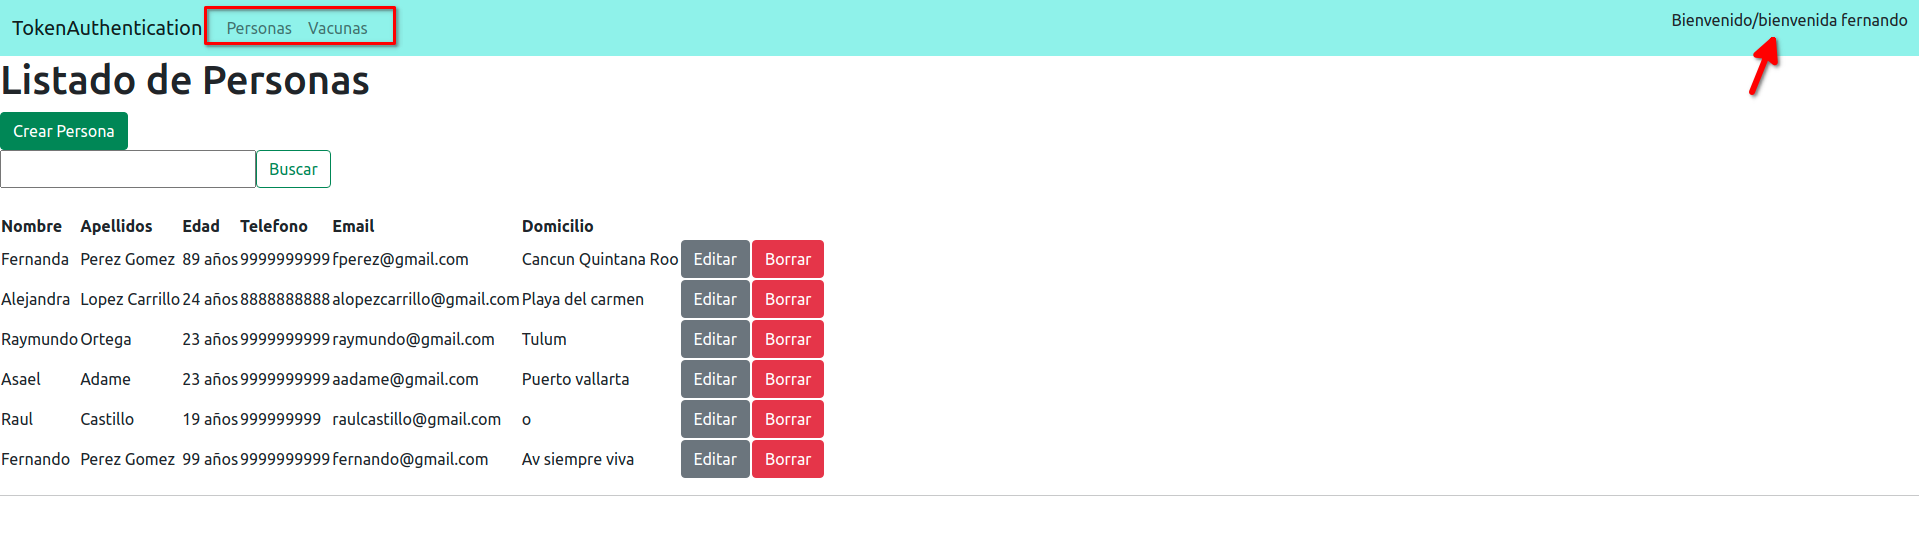 TokenAuthentication Personas Vacunas Bienvenido/bienvenida fernando
Listado de Personas
Crear Persona
Buscar
Nombre Apellidos Edad Telefono Email Domicilio
Fernanda Perez Gomez 89 años 9999999999 fperez@gmail.com Cancun Quintana Roo Editar Borrar
Alejandra Lopez Carrillo 24 años 8888888888 alopezcarrillo@gmail.com Playa del carmen Editar Borrar
Raymundo Ortega 23 años 9999999999 raymundo@gmail.com Tulum Editar Borrar
Asael Adame 23 años 9999999999 aadame@gmail.com Puerto vallarta Editar Borrar
Raul Castillo 19 años 999999999 raulcastillo@gmail.com o Editar Borrar
Fernando Perez Gomez 99 años 9999999999 fernando@gmail.com Av siempre viva Editar Borrar